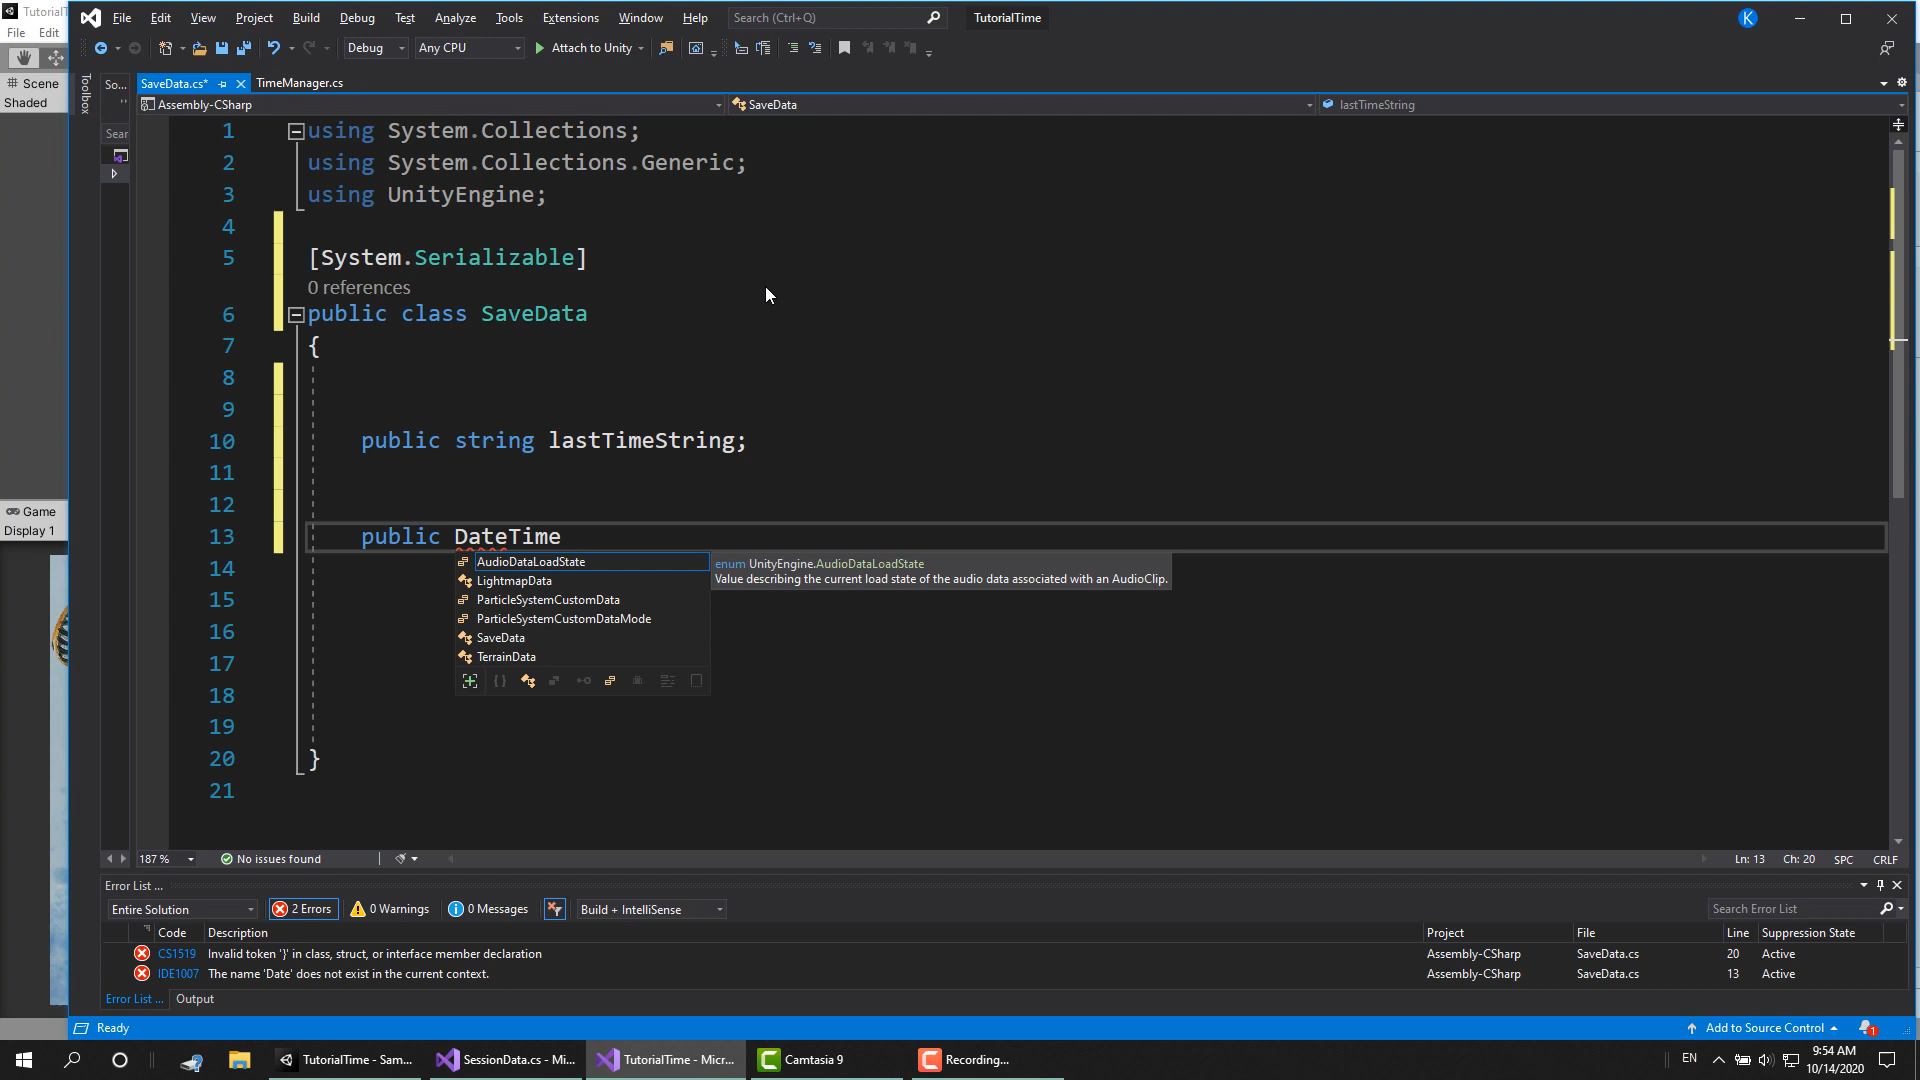 TutorialTime
File Edit
Scene
Shaded
Game
Display 1
File Edit View Project Build Debug Test Analyze Tools Extensions Window Help Search (Ctrl+Q) TutorialTime K
Debug Any CPU Attach to Unity
Toolbox
So...
Sear
SaveData.cs* TimeManager.cs
Assembly-CSharp SaveData lastTimeString
1 using System.Collections;
2 using System.Collections.Generic;
3 using UnityEngine;
4
5 [System.Serializable]
0 references
6 public class SaveData
7 {
8
9
10 public string lastTimeString;
11
12
13 public DateTime
14
15
16
17
18
19
20 }
21
AudioDataLoadState
LightmapData
ParticleSystemCustomData
ParticleSystemCustomDataMode
SaveData
TerrainData
enum UnityEngine.AudioDataLoadState
Value describing the current load state of the audio data associated with an AudioClip.
187 % No issues found Ln: 13 Ch: 20 SPC CRLF
Error List ...
Entire Solution 2 Errors 0 Warnings 0 Messages Build + IntelliSense Search Error List
Code Description Project File Line Suppression State
CS1519 Invalid token '}' in class, struct, or interface member declaration Assembly-CSharp SaveData.cs 20 Active
IDE1007 The name 'Date' does not exist in the current context. Assembly-CSharp SaveData.cs 13 Active
Error List ... Output
Ready Add to Source Control 1
TutorialTime - Sam... SessionData.cs - Mi... TutorialTime - Micr... Camtasia 9 Recording... EN 9:54 AM
10/14/2020